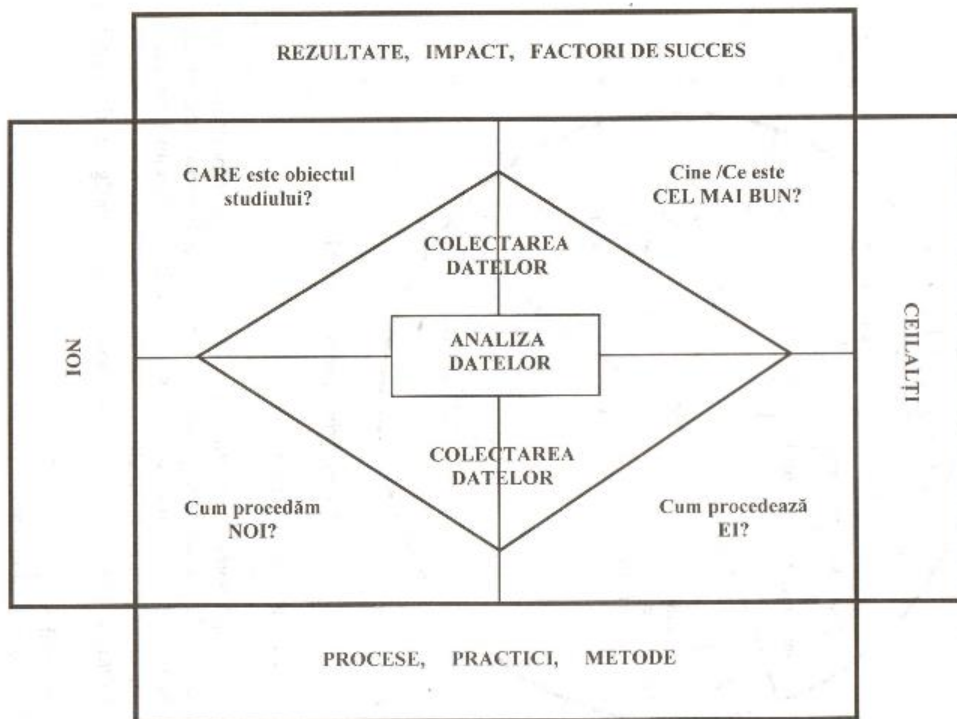 REZULTATE, IMPACT, FACTORI DE SUCCES
CARE este obiectul
studiului?
Cine /Ce este
CEL MAI BUN?
COLECTAREA
DATELOR
NOI
ANALIZA
DATELOR
CEILALȚI
COLECTAREA
DATELOR
Cum procedăm
NOI?
Cum procedează
EI?
PROCESE, PRACTICI, METODE